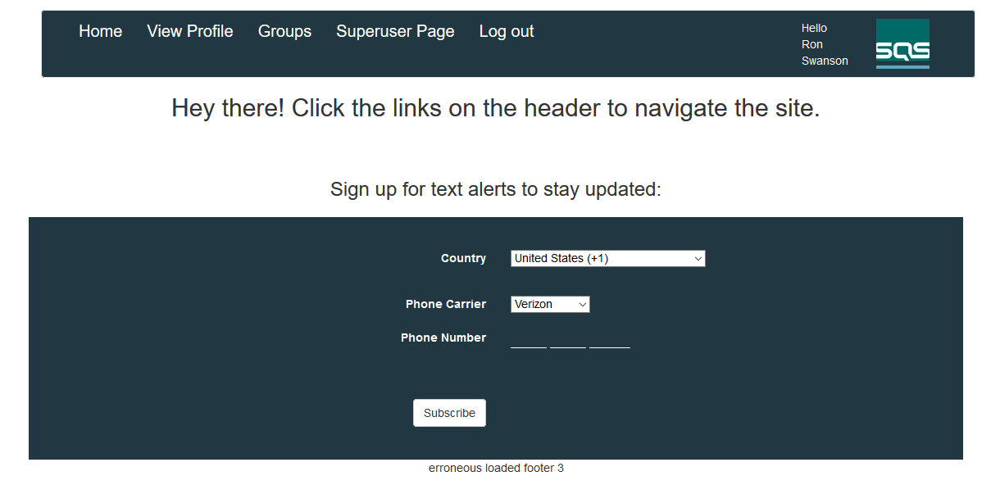 Home View Profile Groups Superuser Page Log out
Hello
Ron
Swanson
SQS
Hey there! Click the links on the header to navigate the site.
Sign up for text alerts to stay updated:
Country United States (+1)
Phone Carrier Verizon
Phone Number
Subscribe
erroneous loaded footer 3